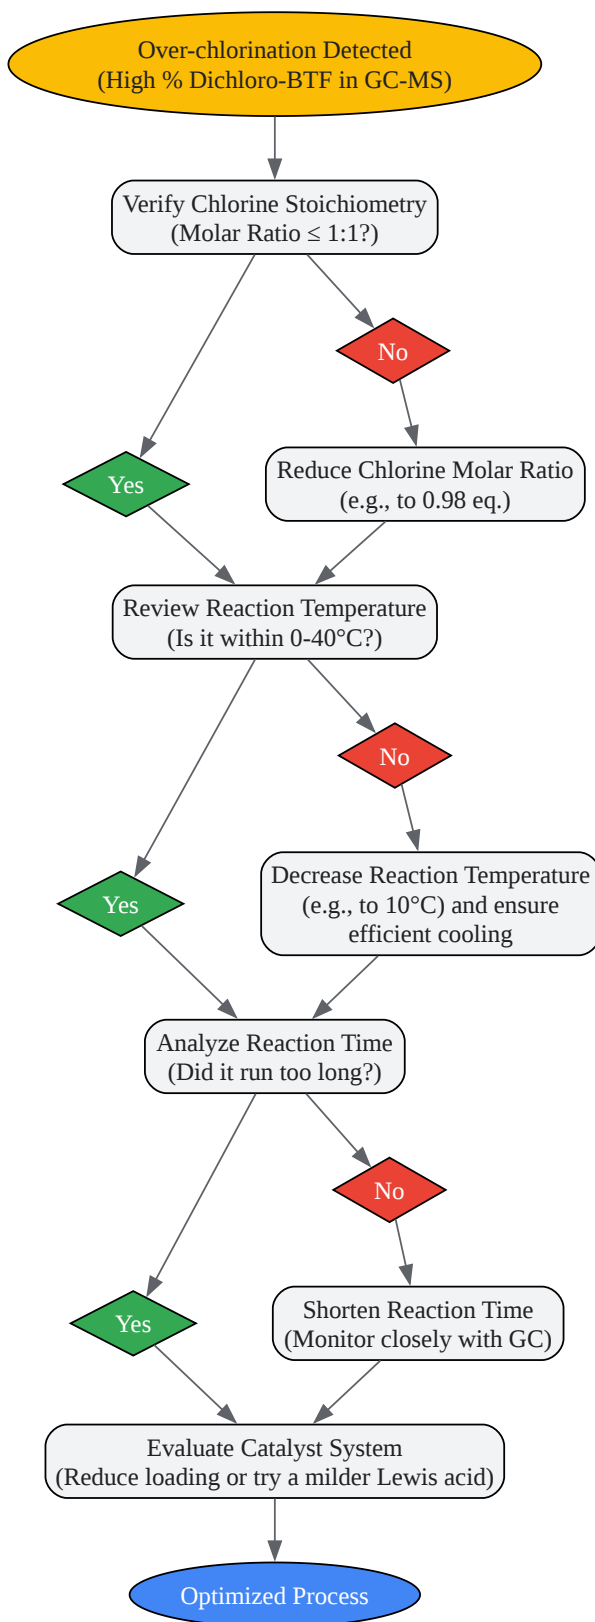 Over-chlorination Detected
(High % Dichloro-BTF in GC-MS)
Verify Chlorine Stoichiometry
(Molar Ratio ≤ 1:1?)
No
Yes
Reduce Chlorine Molar Ratio
(e.g., to 0.98 eq.)
Review Reaction Temperature
(Is it within 0-40°C?)
No
Yes
Decrease Reaction Temperature
(e.g., to 10°C) and ensure
efficient cooling
Analyze Reaction Time
(Did it run too long?)
No
Yes
Shorten Reaction Time
(Monitor closely with GC)
Evaluate Catalyst System
(Reduce loading or try a milder Lewis acid)
Optimized Process